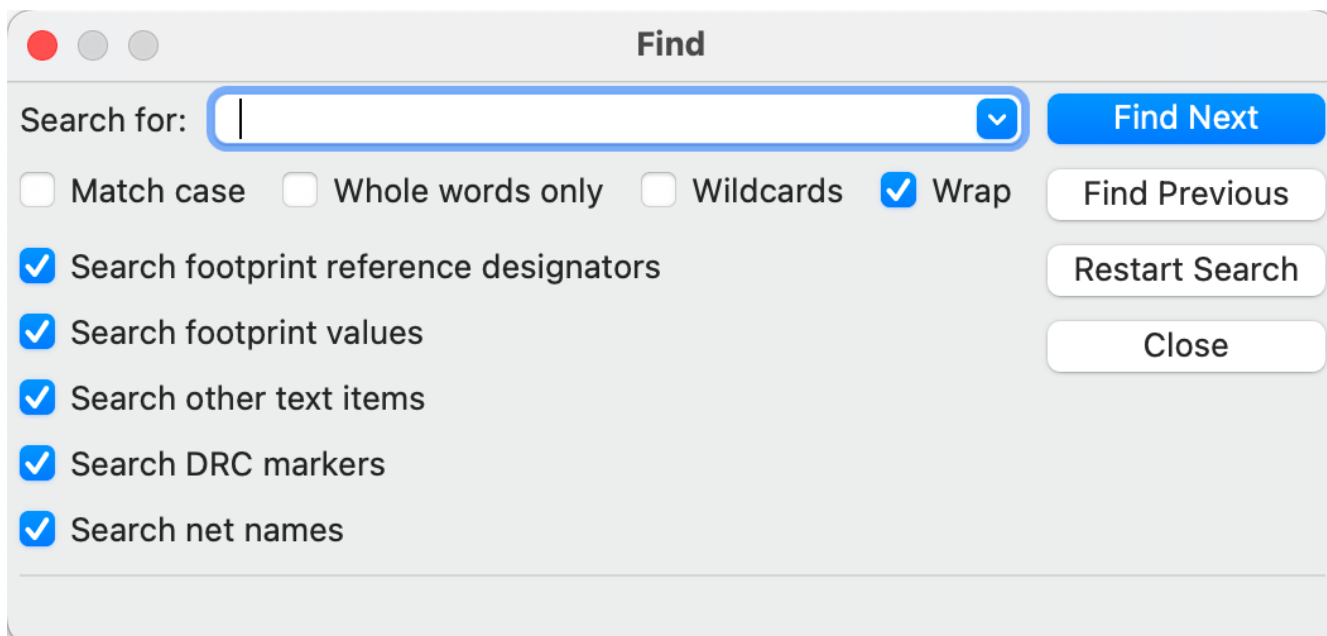 Find
Search for:
Find Next
Match case Whole words only Wildcards Wrap
Find Previous
Search footprint reference designators
Restart Search
Search footprint values
Close
Search other text items
Search DRC markers
Search net names